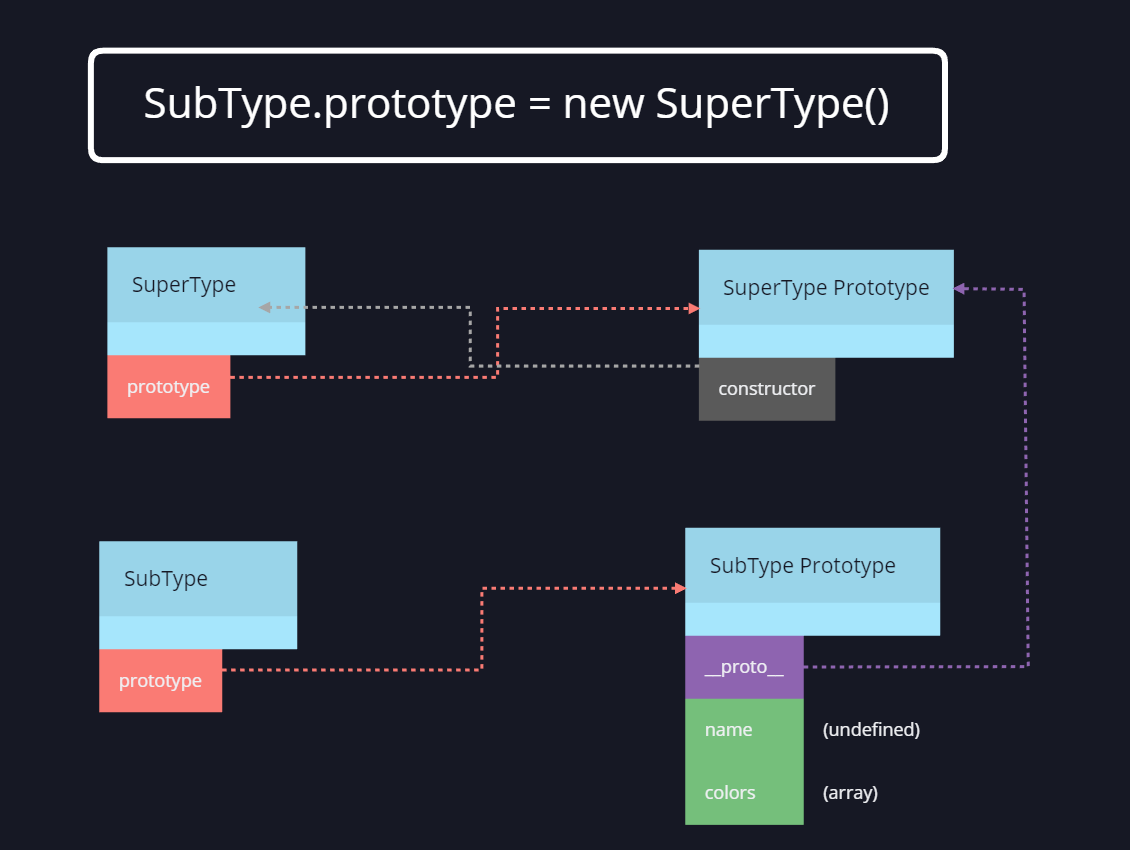 SubType.prototype = new SuperType()
SuperType
prototype
SuperType Prototype
constructor
SubType
prototype
SubType Prototype
__proto__
name (undefined)
colors (array)